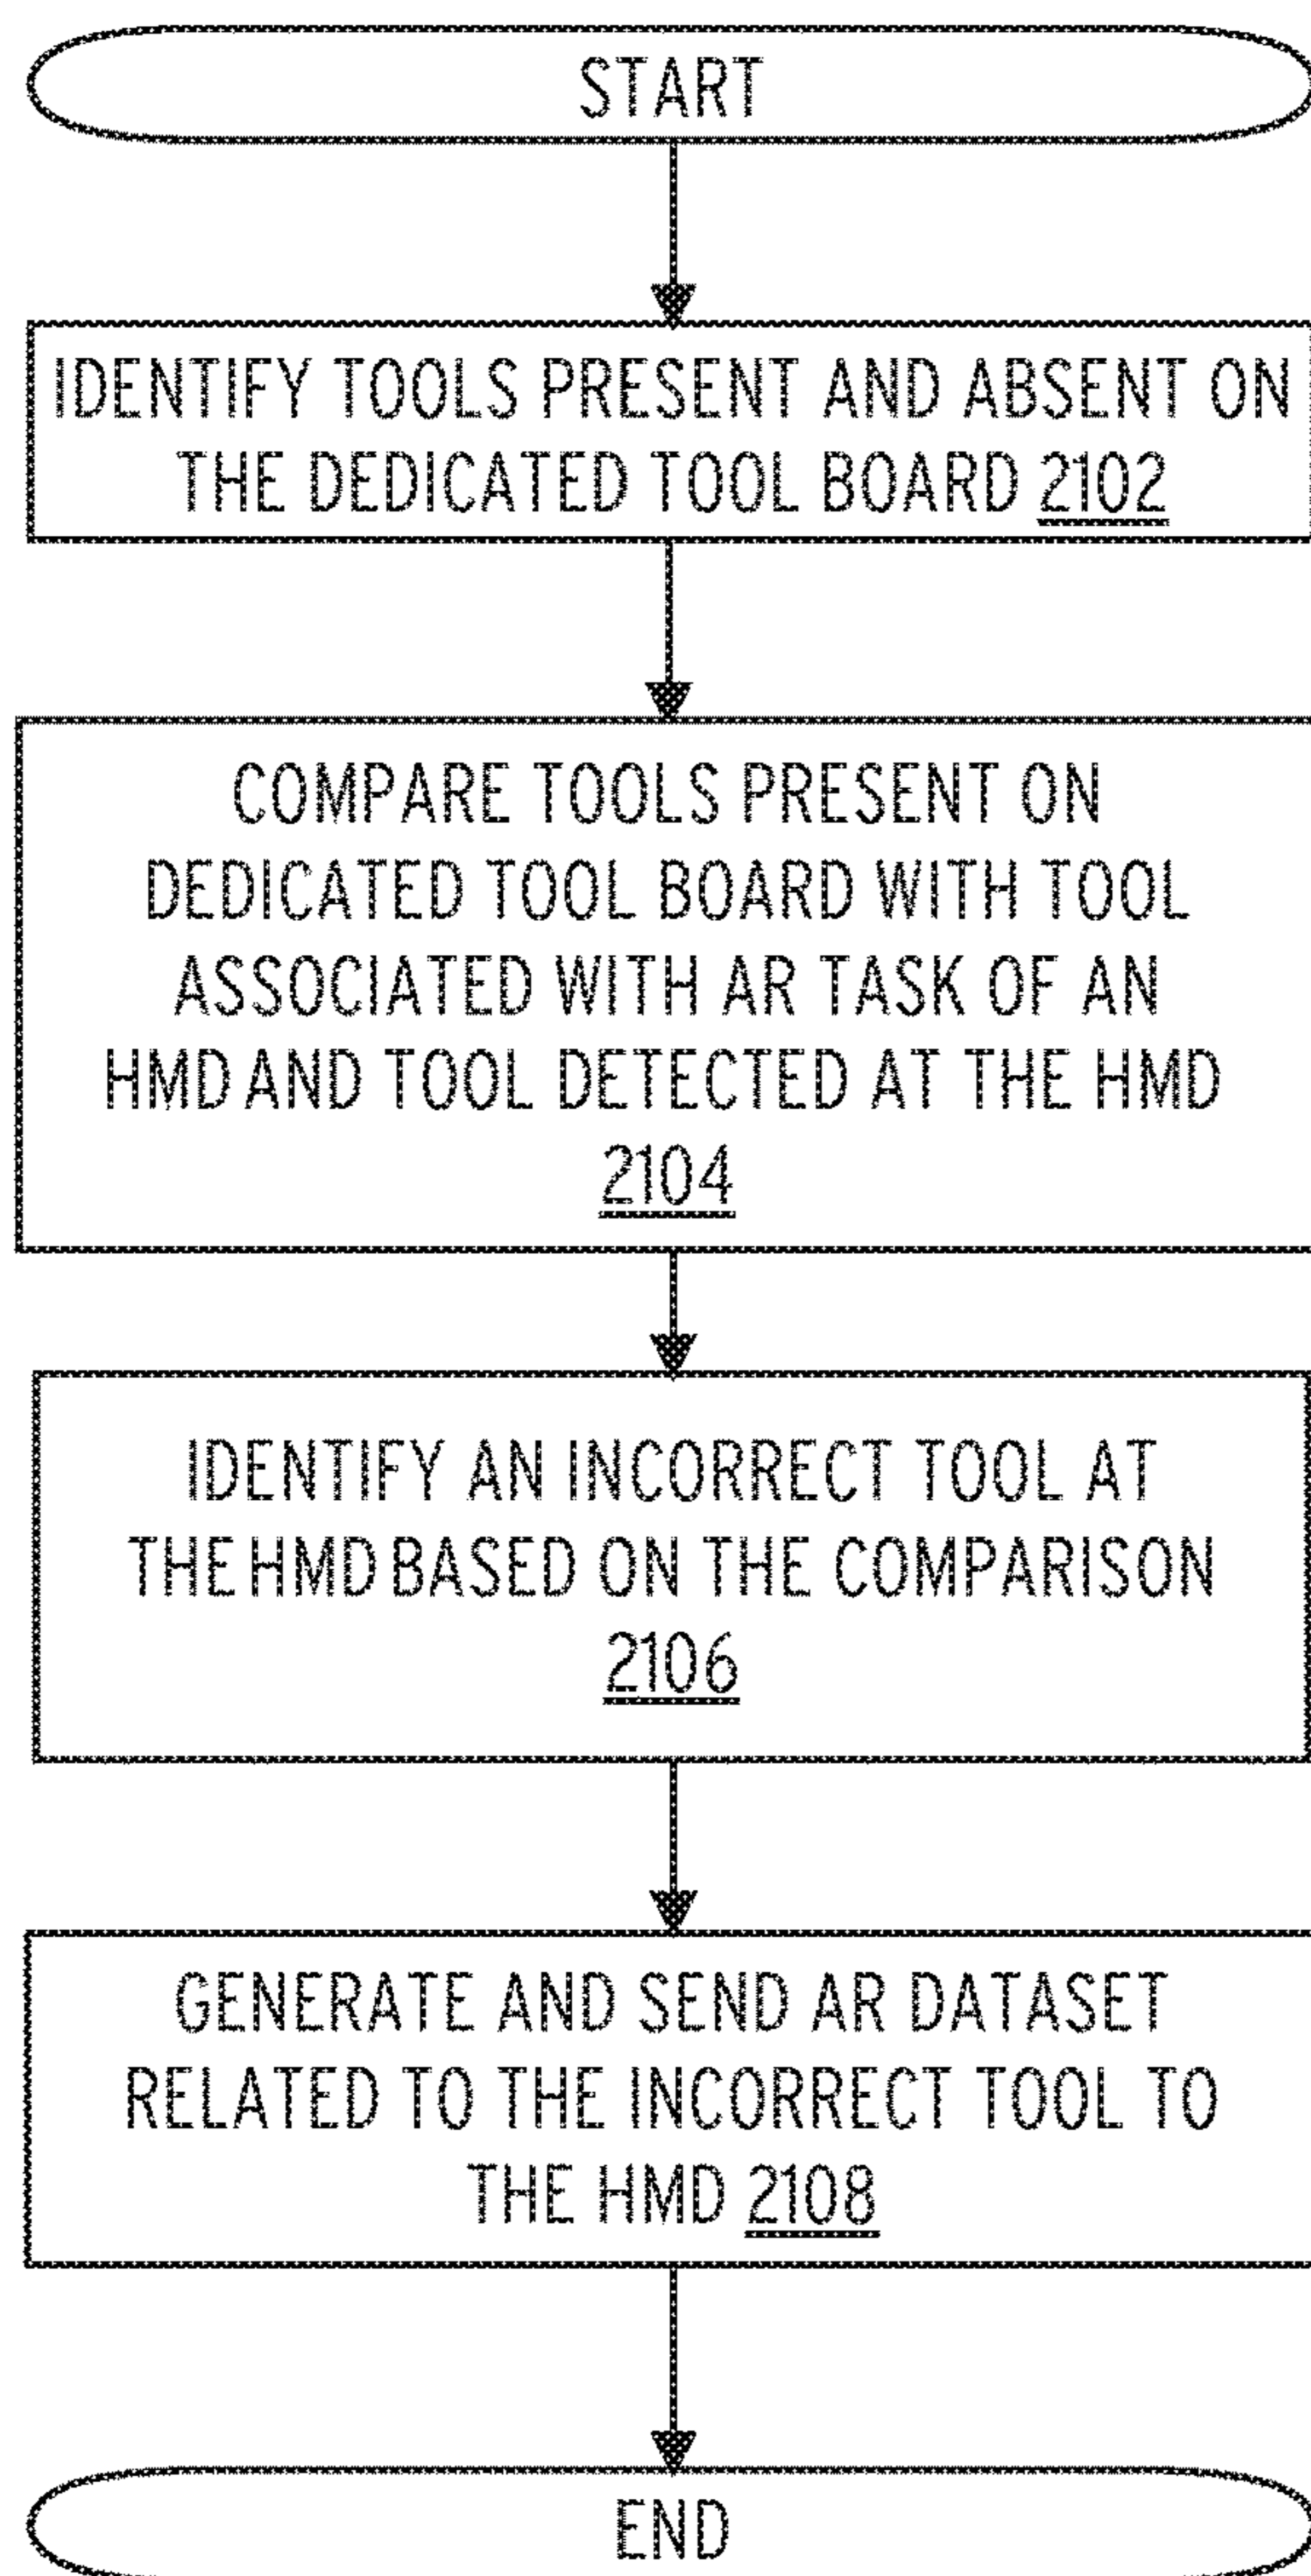 START
IDENTIFY TOOLS PRESENT AND ABSENT ON
THE DEDICATED TOOL BOARD 2102
COMPARE TOOLS PRESENT ON
DEDICATED TOOL BOARD WITH TOOL
ASSOCIATED WITH AR TASK OF AN
HMD AND TOOL DETECTED AT THE HMD
2104
IDENTIFY AN INCORRECT TOOL AT
THE HMD BASED ON THE COMPARISON
2106
GENERATE AND SEND AR DATASET
RELATED TO THE INCORRECT TOOL TO
THE HMD 2108
END